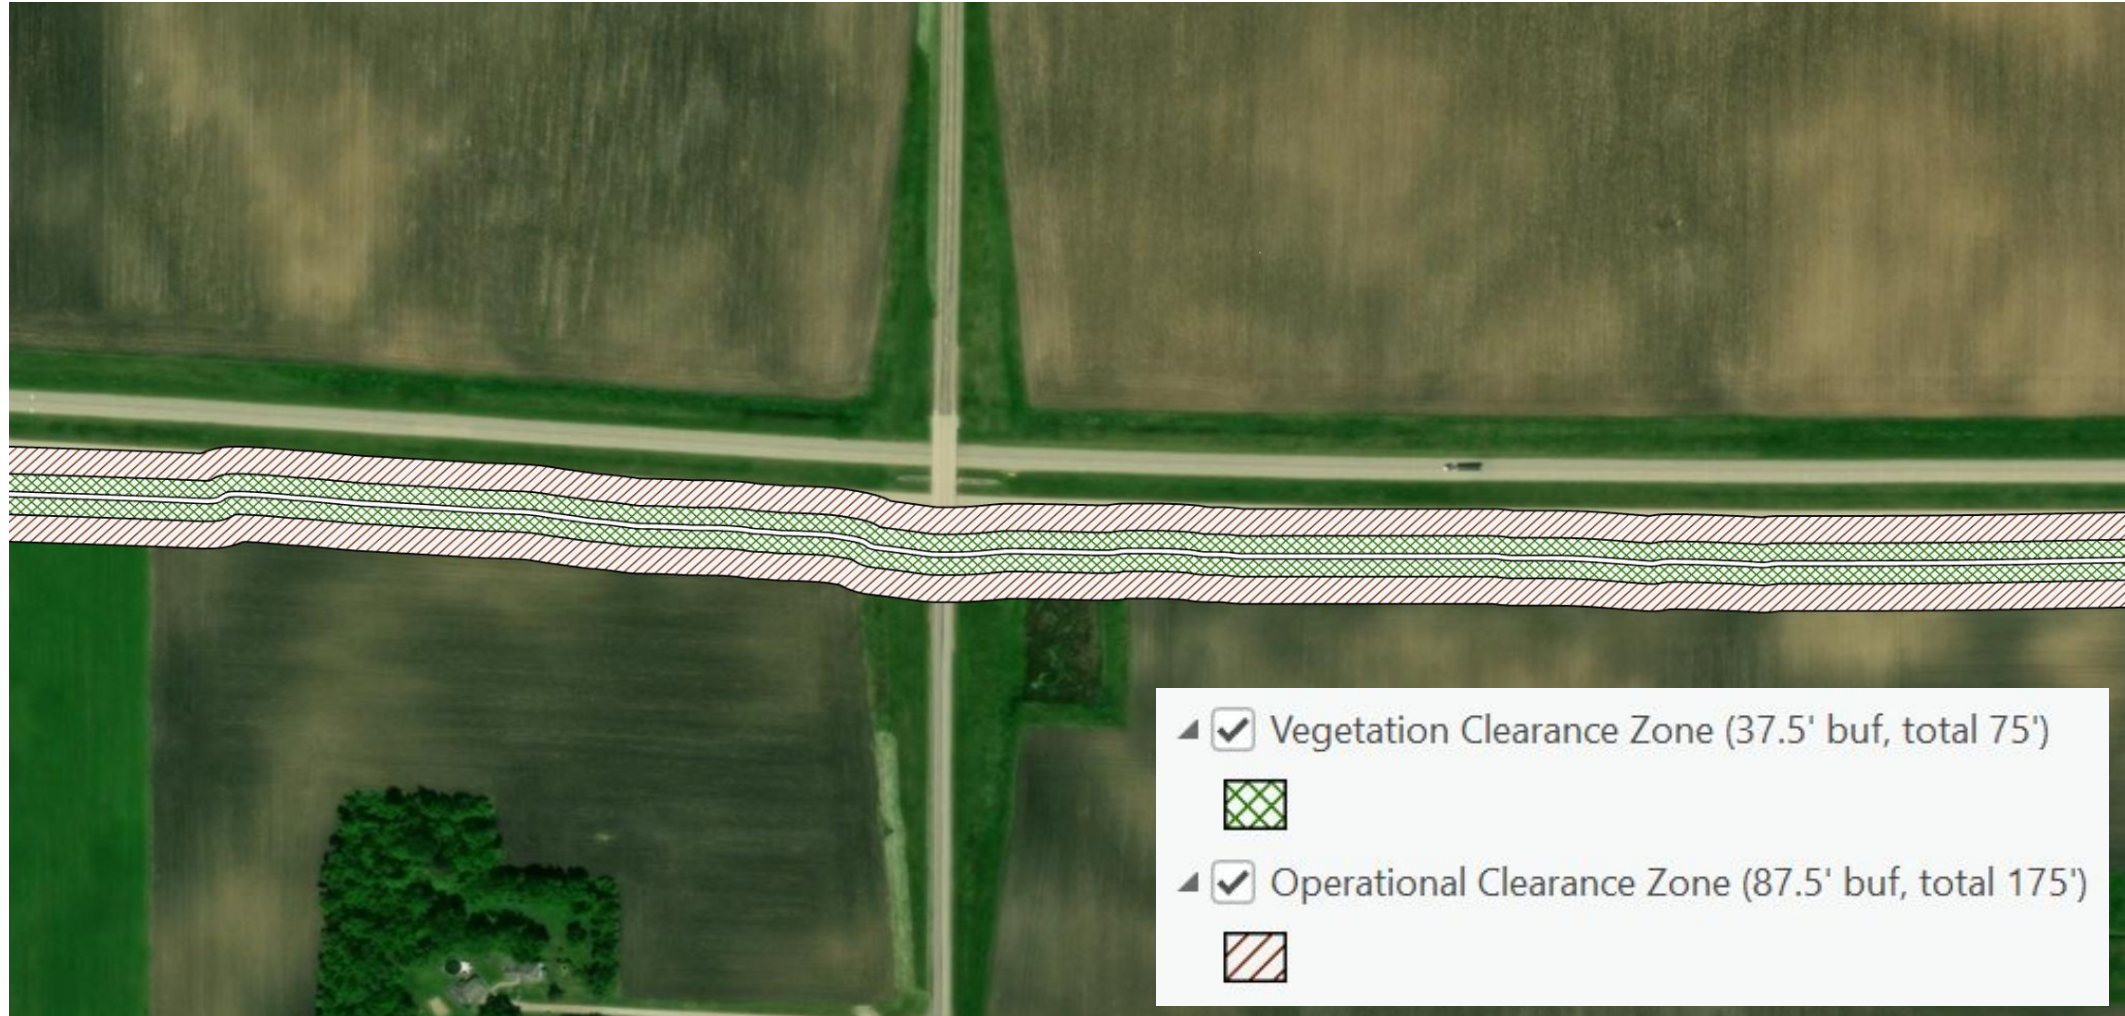 Vegetation Clearance Zone (37.5' buf, total 75')
Operational Clearance Zone (87.5' buf, total 175')